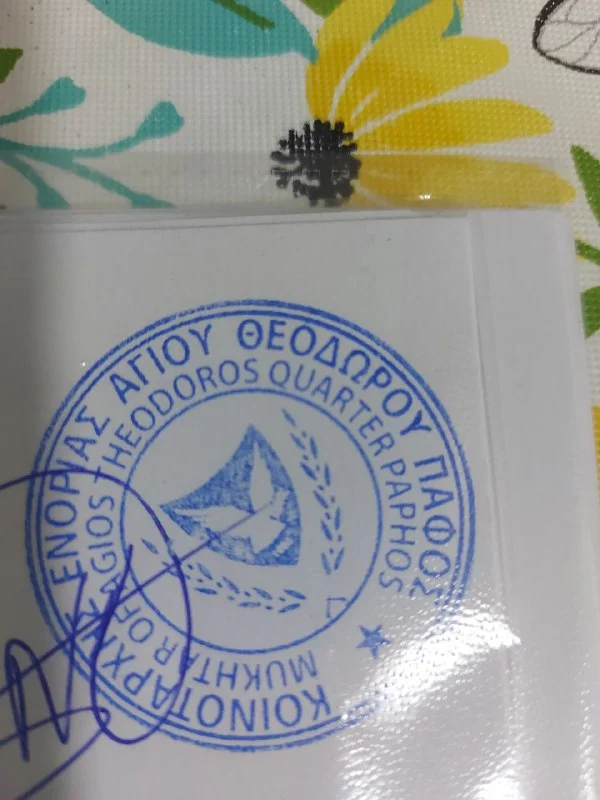 ΚΟΙΝΟΤΑΡΧΗΣ ΕΝΟΡΙΑΣ ΑΓΙΟΥ ΘΕΟΔΩΡΟΥ ΠΑΦΟΣ
MUKHTAR OF AGIOS THEODOROS QUARTER PAPHOS